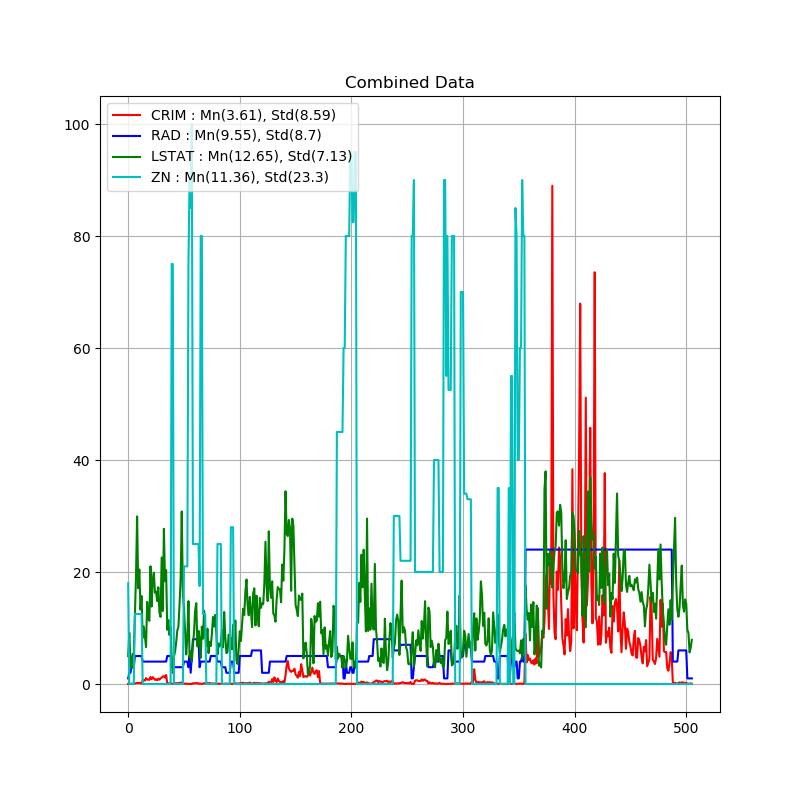 Combined Data
CRIM : Mn(3.61), Std(8.59)
RAD : Mn(9.55), Std(8.7)
LSTAT : Mn(12.65), Std(7.13)
ZN : Mn(11.36), Std(23.3)
100
80
60
40
20
0
0 100 200 300 400 500